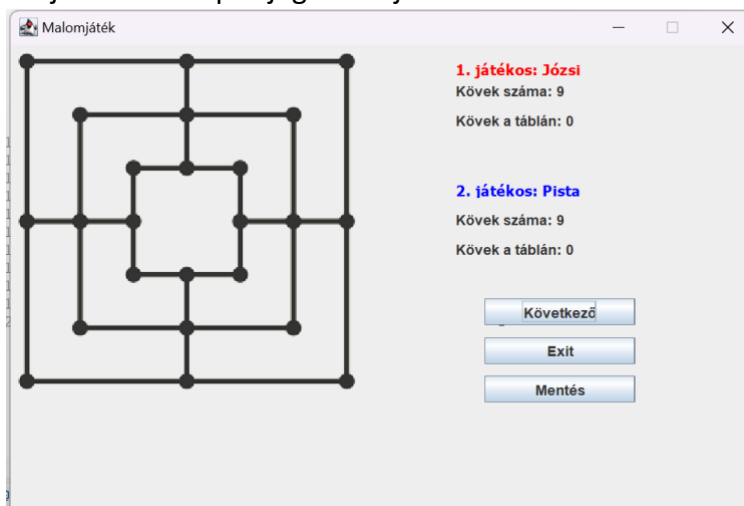 Malomjáték
1. játékos: Józsi
Kövek száma: 9
Kövek a táblán: 0
2. játékos: Pista
Kövek száma: 9
Kövek a táblán: 0
Következő
Exit
Mentés